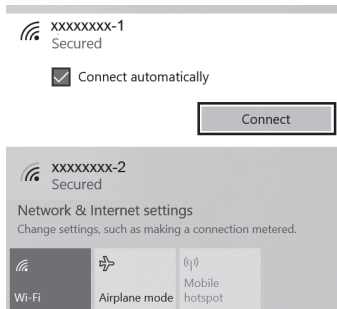 xxxxxxxx-1
Secured
Connect automatically
Connect
xxxxxxxx-2
Secured
Network & Internet settings
Change settings, such as making a connection metered.
Wi-Fi
Airplane mode
Mobile
hotspot